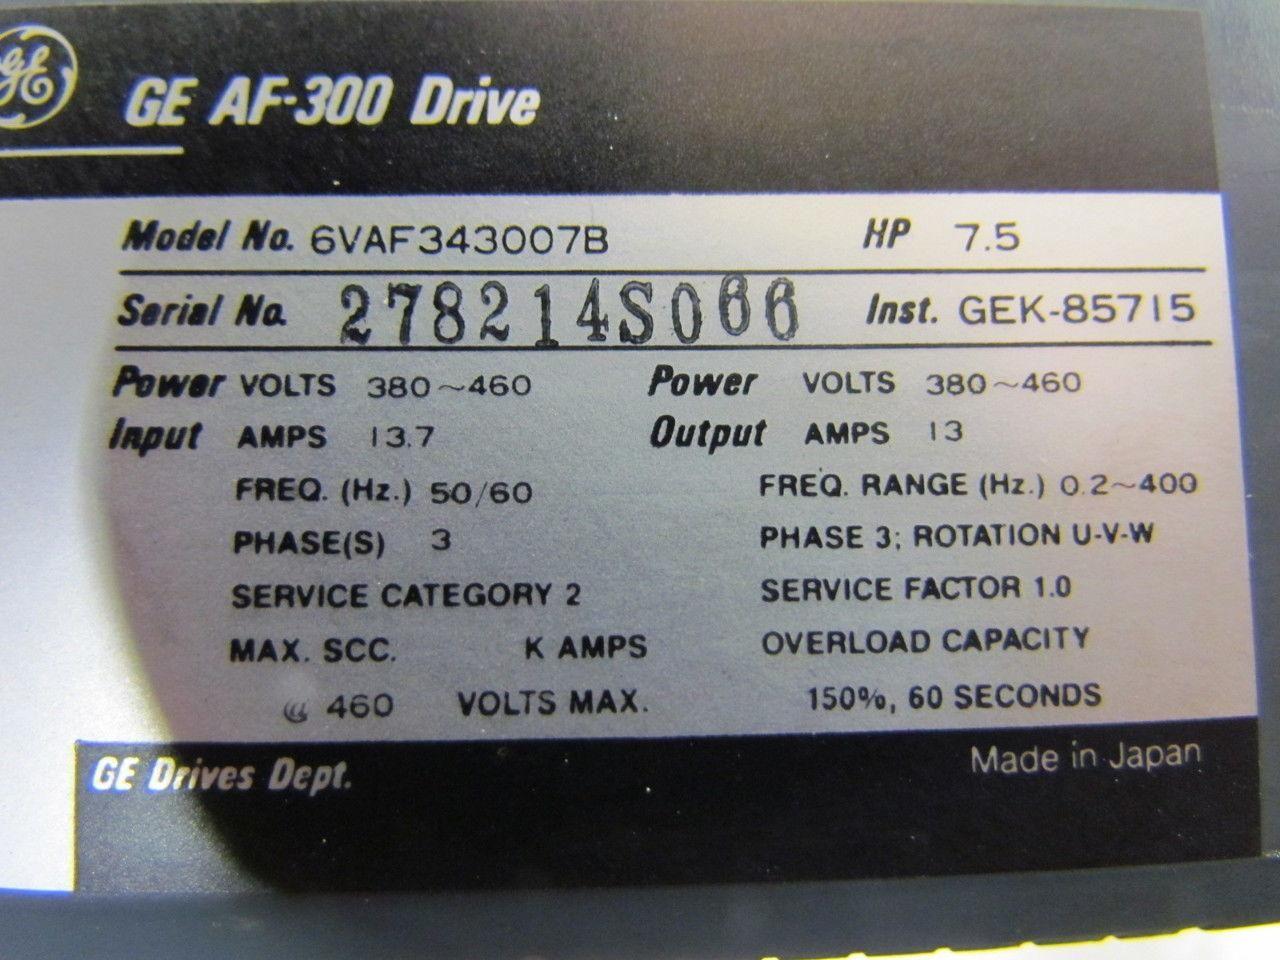 GE
GE AF-300 Drive
Model No. 6VAF343007B HP 7.5
Serial No. 278214S066 Inst. GEK-85715
Power VOLTS 380~460 Power VOLTS 380~460
Input AMPS 13.7 Output AMPS 13
FREQ. (Hz.) 50/60 FREQ. RANGE (Hz.) 0.2~400
PHASE(S) 3 PHASE 3; ROTATION U-V-W
SERVICE CATEGORY 2 SERVICE FACTOR 1.0
MAX. SCC. K AMPS OVERLOAD CAPACITY
@ 460 VOLTS MAX. 150%, 60 SECONDS
GE Drives Dept. Made in Japan